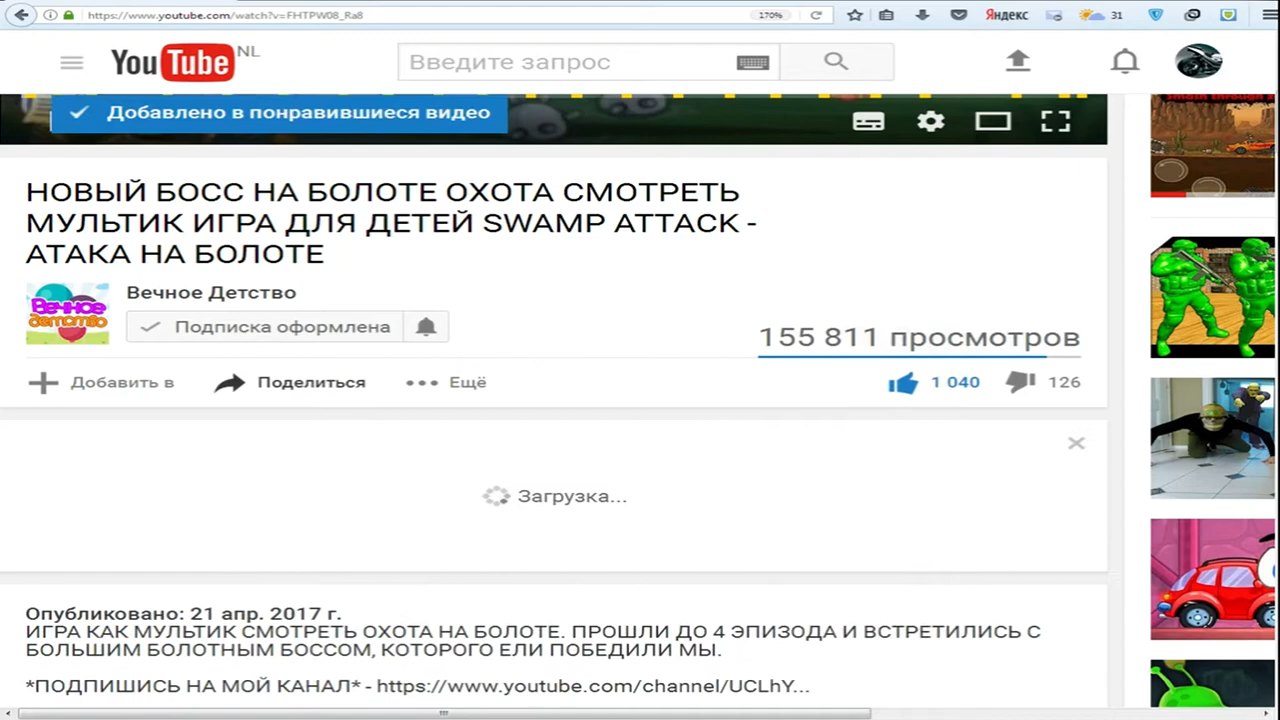 https://www.youtube.com/watch?v=FHTPW08_Ra8
170%
Яндекс
31
YouTube NL
Введите запрос
Добавлено в понравившиеся видео
НОВЫЙ БОСС НА БОЛОТЕ ОХОТА СМОТРЕТЬ
МУЛЬТИК ИГРА ДЛЯ ДЕТЕЙ SWAMP ATTACK -
АТАКА НА БОЛОТЕ
Вечное
детство
Вечное Детство
Подписка оформлена
155 811 просмотров
Добавить в
Поделиться
Ещё
1 040
126
Загрузка...
Опубликовано: 21 апр. 2017 г.
ИГРА КАК МУЛЬТИК СМОТРЕТЬ ОХОТА НА БОЛОТЕ. ПРОШЛИ ДО 4 ЭПИЗОДА И ВСТРЕТИЛИСЬ С
БОЛЬШИМ БОЛОТНЫМ БОССОМ, КОТОРОГО ЕЛИ ПОБЕДИЛИ МЫ.
*ПОДПИШИСЬ НА МОЙ КАНАЛ* - https://www.youtube.com/channel/UCLhY...